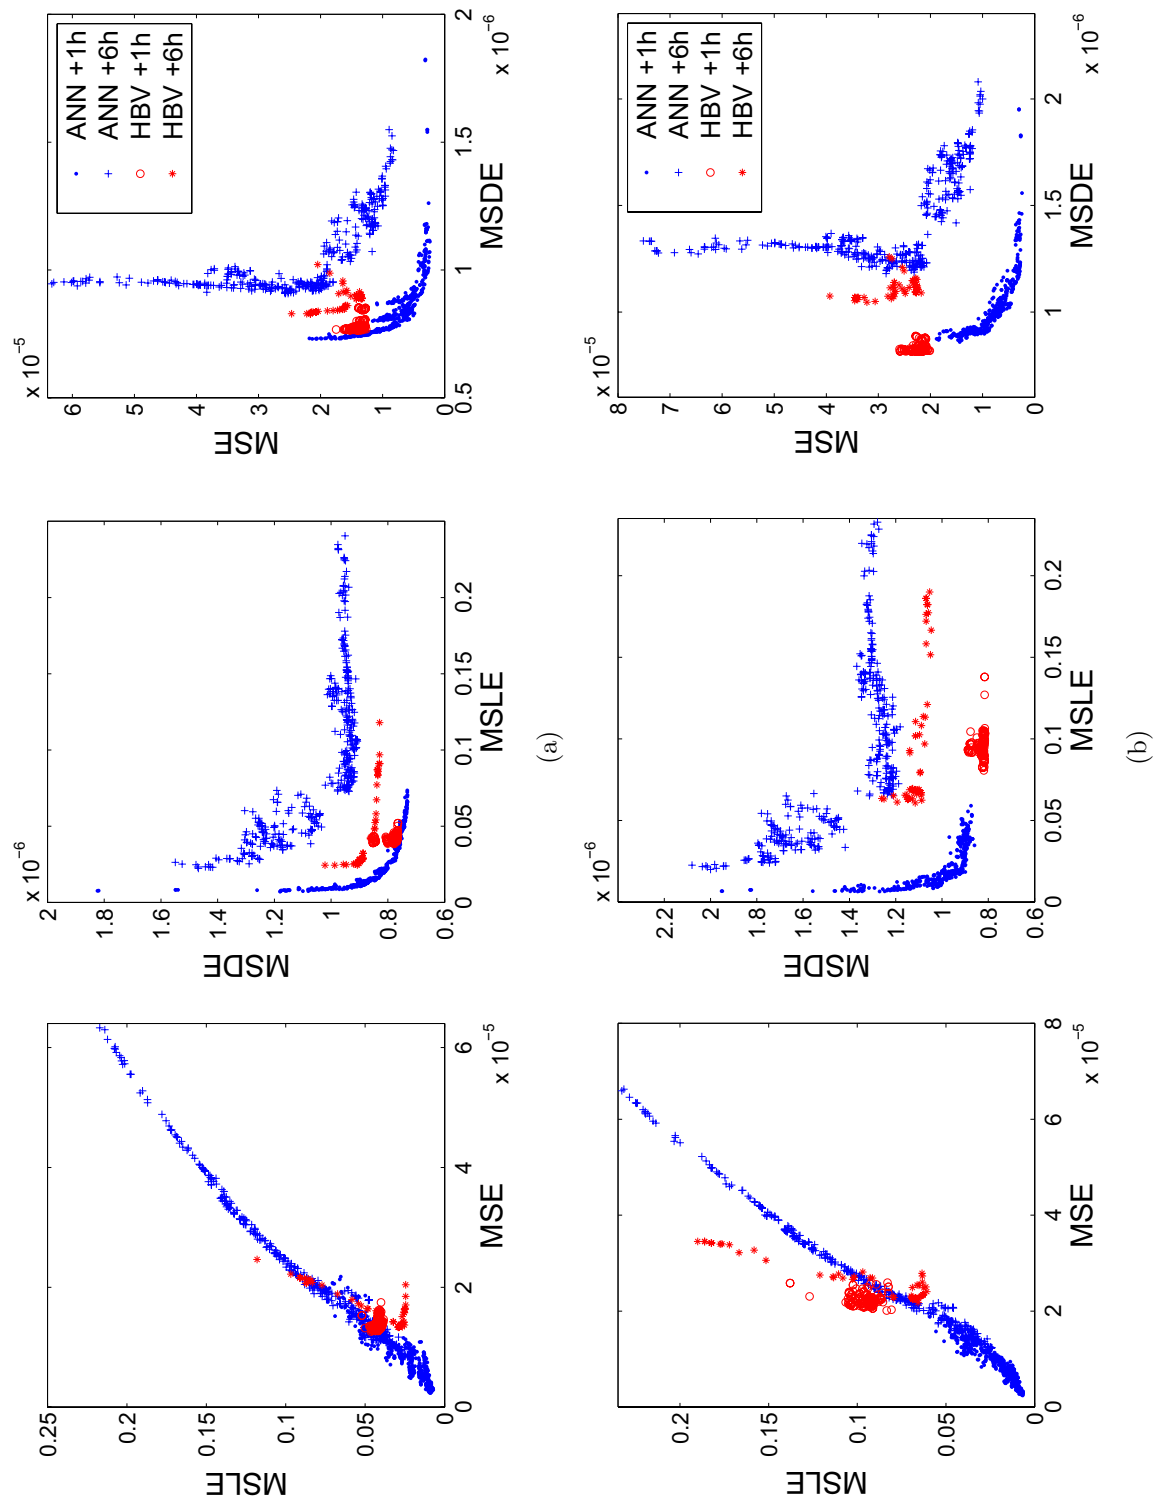 0.25
0.2
0.15
0.1
0.05
0
MSLE
0
2
4
6
x 10⁻⁵
MSE
x 10⁻⁶
2
1.8
1.6
1.4
1.2
1
0.8
0.6
MSDE
0
0.05
0.1
0.15
0.2
MSLE
x 10⁻⁵
6
5
4
3
2
1
0
MSE
0.5
1
1.5
2
x 10⁻⁶
MSDE
ANN +1h
ANN +6h
HBV +1h
HBV +6h
(a)
0.2
0.15
0.1
0.05
0
MSLE
0
2
4
6
8
x 10⁻⁵
MSE
x 10⁻⁶
2.2
2
1.8
1.6
1.4
1.2
1
0.8
0.6
MSDE
0
0.05
0.1
0.15
0.2
MSLE
x 10⁻⁵
8
7
6
5
4
3
2
1
0
MSE
1
1.5
2
x 10⁻⁶
MSDE
ANN +1h
ANN +6h
HBV +1h
HBV +6h
(b)